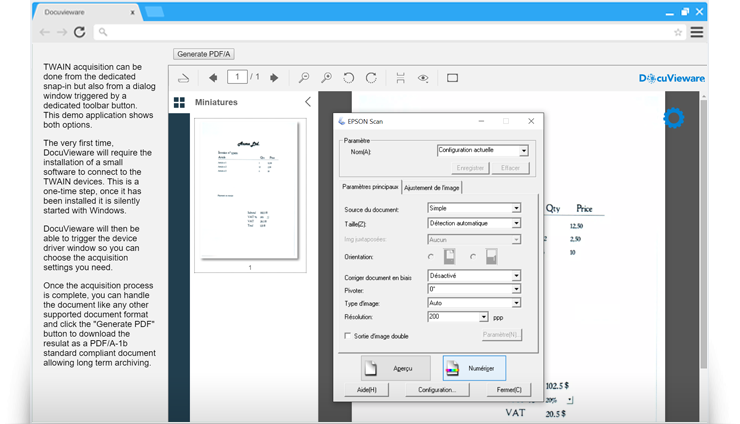 Docuvieware
x
Generate PDF/A
TWAIN acquisition can be
done from the dedicated
snap-in but also from a dialog
window triggered by a
dedicated toolbar button.
This demo application shows
both options.
The very first time,
DocuVieware will require the
installation of a small
software to connect to the
TWAIN devices. This is a
one-time step, once it has
been installed it is silently
started with Windows.
DocuVieware will then be
able to trigger the device
driver window so you can
choose the acquisition
settings you need.
Once the acquisition process
is complete, you can handle
the document like any other
supported document format
and click the "Generate PDF"
button to download the
resulat as a PDF/A-1b
standard compliant document
allowing long term archiving.
1 / 1
DocuVieware
Miniatures
Acme Ltd.
1
EPSON Scan
Paramètre
Nom(A):
Configuration actuelle
Enregistrer
Effacer
Paramètres principaux
Ajustement de l'image
Source du document:
Simple
Taille(Z):
Détection automatique
Img juxtaposées:
Aucun
Orientation:
Corriger document en biais
Désactivé
Pivoter:
0°
Type d'image:
Auto
Résolution:
200
ppp
Sortie d'image double
Paramètre(N)...
Aperçu
Numériser
Aide(H)
Configuration...
Fermer(C)
Qty Price
12,50
2 2,50
10
102.5 $
20%
VAT 20.5 $